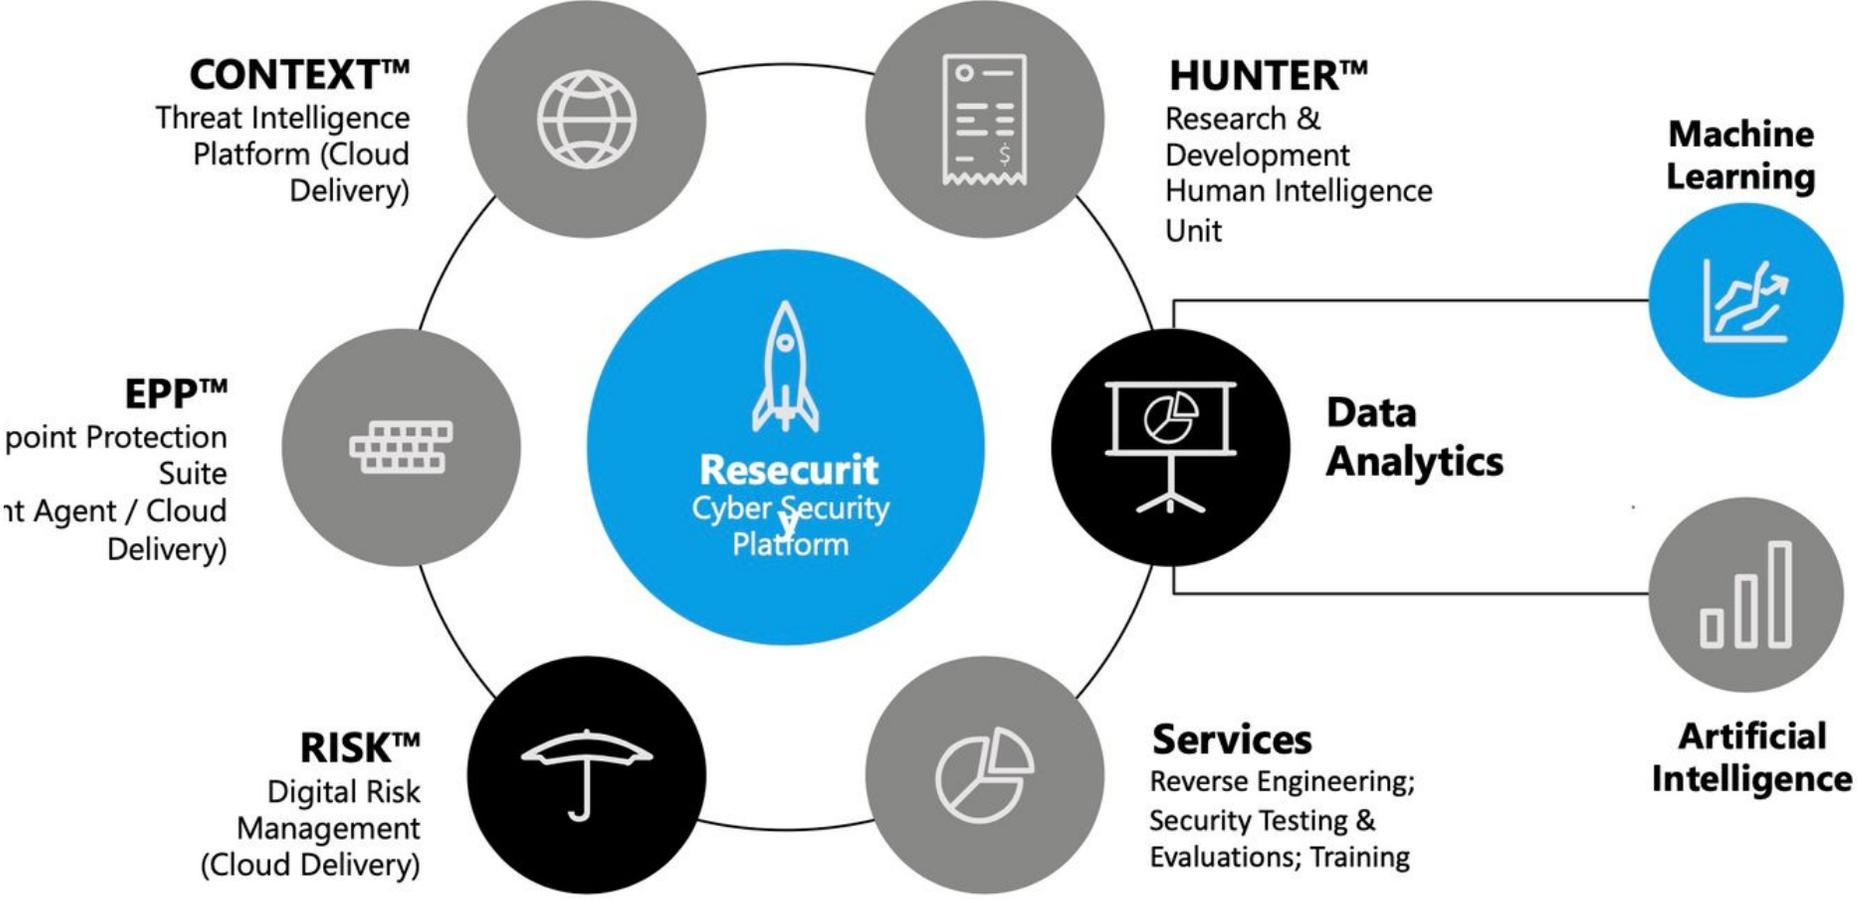 CONTEXT™
Threat Intelligence
Platform (Cloud
Delivery)
HUNTER™
Research &
Development
Human Intelligence
Unit
Machine
Learning
EPP™
point Protection
Suite
nt Agent / Cloud
Delivery)
Resecurit
y
Cyber Security
Platform
Data
Analytics
RISK™
Digital Risk
Management
(Cloud Delivery)
Services
Reverse Engineering;
Security Testing &
Evaluations; Training
Artificial
Intelligence